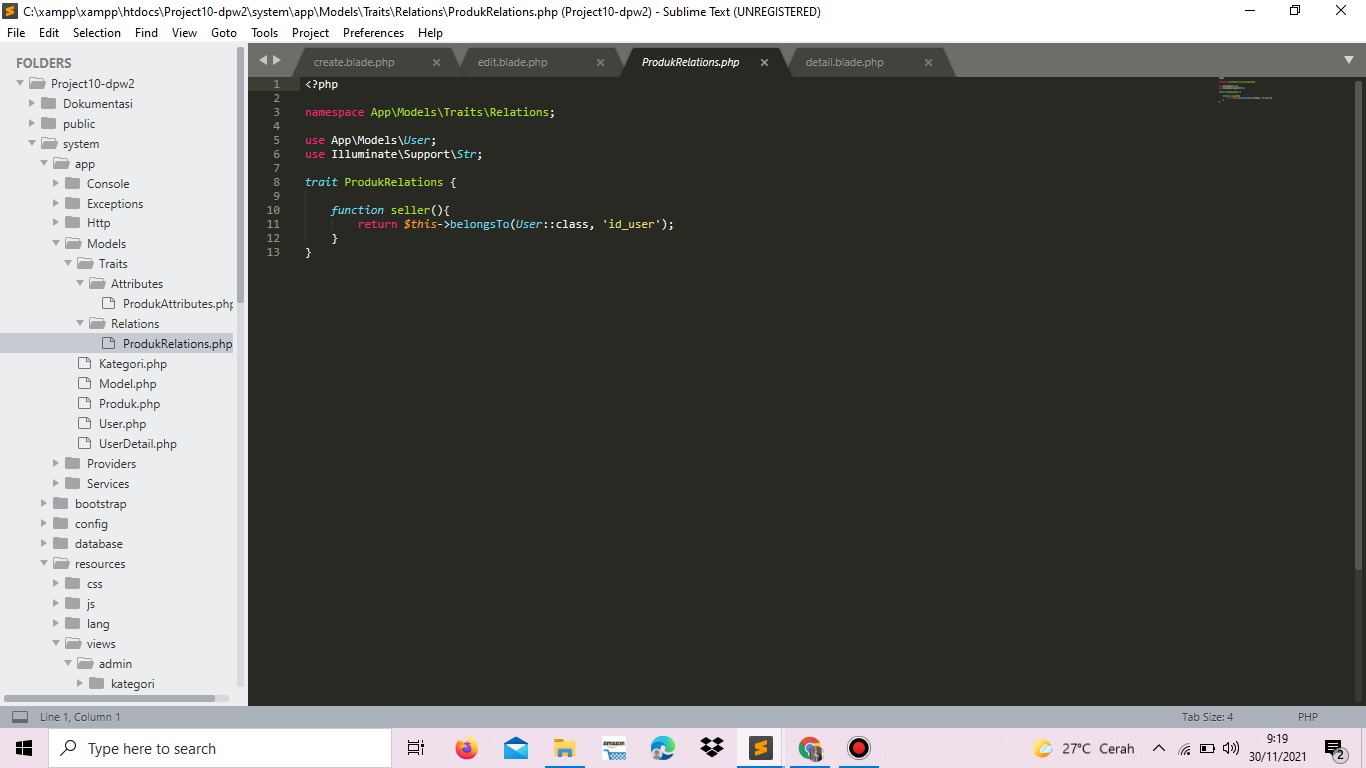 C:\xampp\xampp\htdocs\Project10-dpw2\system\app\Models\Traits\Relations\ProdukRelations.php (Project10-dpw2) - Sublime Text (UNREGISTERED)
File Edit Selection Find View Goto Tools Project Preferences Help
FOLDERS
Project10-dpw2
Dokumentasi
public
system
app
Console
Exceptions
Http
Models
Traits
Attributes
ProdukAttributes.php
Relations
ProdukRelations.php
Kategori.php
Model.php
Produk.php
User.php
UserDetail.php
Providers
Services
bootstrap
config
database
resources
css
js
lang
views
admin
kategori
create.blade.php edit.blade.php ProdukRelations.php detail.blade.php
1 <?php
2
3 namespace App\Models\Traits\Relations;
4
5 use App\Models\User;
6 use Illuminate\Support\Str;
7
8 trait ProdukRelations {
9
10 function seller(){
11 return $this->belongsTo(User::class, 'id_user');
12 }
13 }
Line 1, Column 1 Tab Size: 4 PHP
Type here to search
amazon
27°C Cerah
9:19
30/11/2021
2